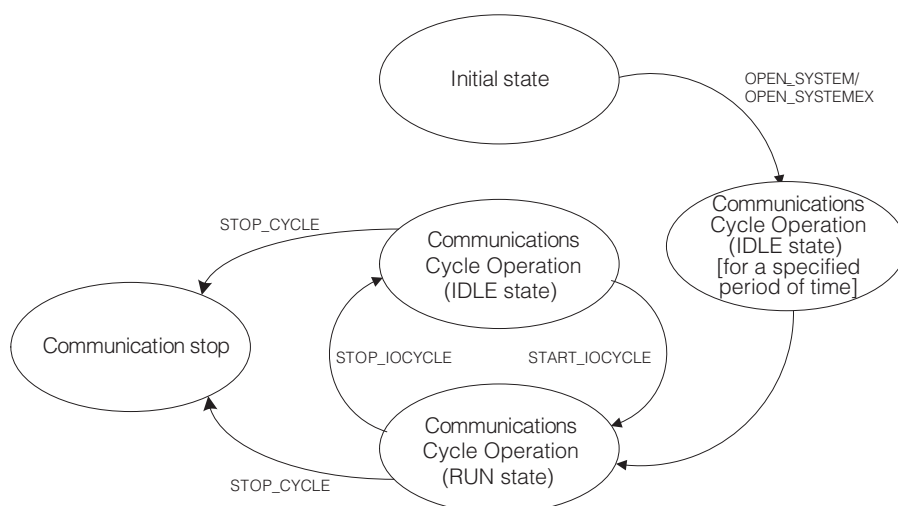 Initial state
OPEN_SYSTEM/
OPEN_SYSTEMEX
Communications
Cycle Operation
(IDLE state)
[for a specified
period of time]
STOP_CYCLE
Communications
Cycle Operation
(IDLE state)
Communication stop
STOP_IOCYCLE
START_IOCYCLE
Communications
Cycle Operation
(RUN state)
STOP_CYCLE